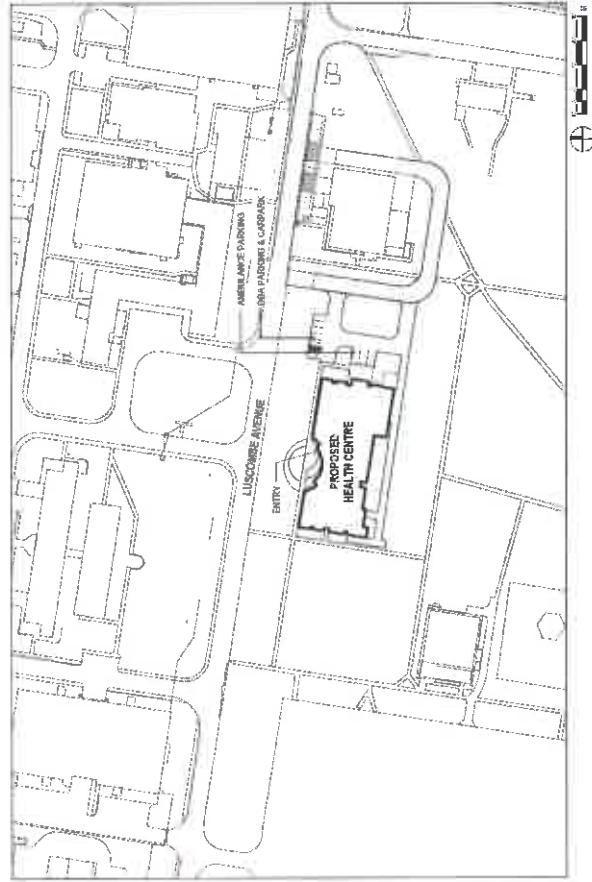 AMBULANCE PARKING
DDA PARKING & CARPARK
LUSCOMBE AVENUE
ENTRY
PROPOSED
HEALTH CENTRE